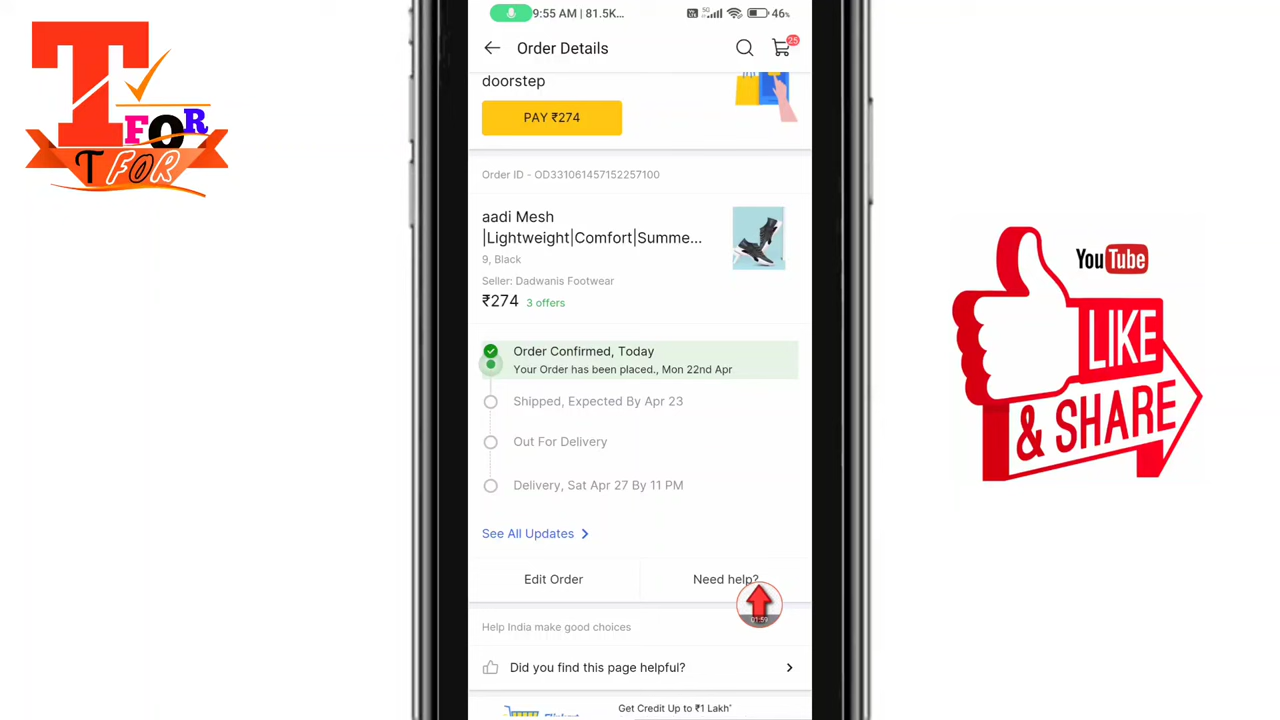 T
FOR
T FOR
9:55 AM | 81.5K...
5G
46%
Order Details
25
doorstep
PAY ₹274
Order ID - OD331061457152257100
aadi Mesh
|Lightweight|Comfort|Summe...
9, Black
Seller: Dadwanis Footwear
₹274 3 offers
Order Confirmed, Today
Your Order has been placed., Mon 22nd Apr
Shipped, Expected By Apr 23
Out For Delivery
Delivery, Sat Apr 27 By 11 PM
See All Updates
Edit Order
Need help?
01:59
Help India make good choices
Did you find this page helpful?
Get Credit Up to ₹1 Lakh*
YouTube
LIKE
& SHARE